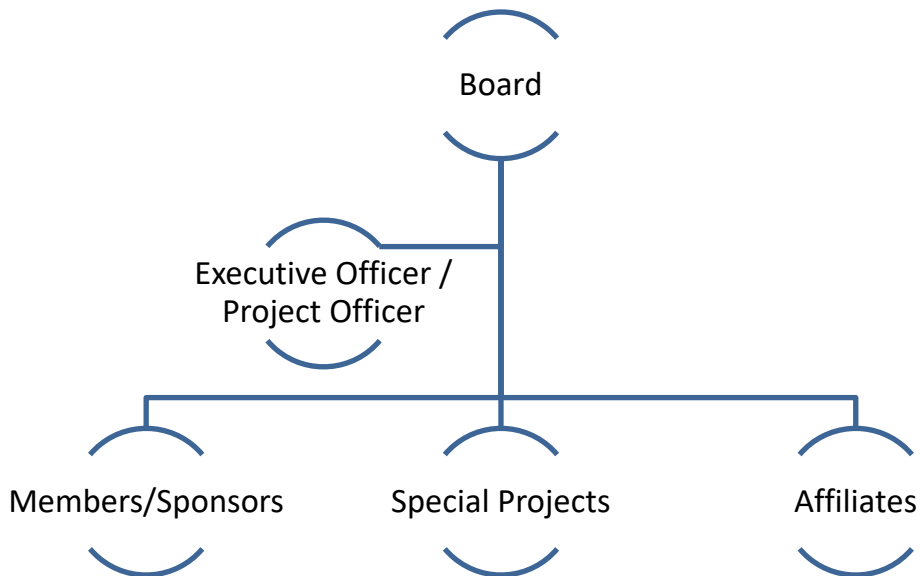 Board
Executive Officer /
Project Officer
Members/Sponsors
Special Projects
Affiliates